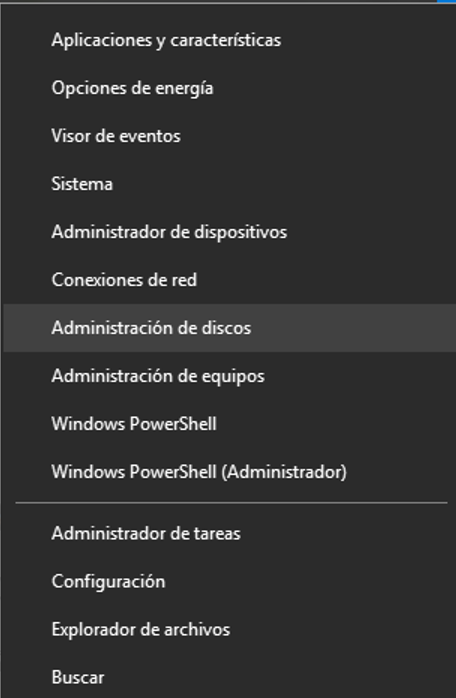 Aplicaciones y características
Opciones de energía
Visor de eventos
Sistema
Administrador de dispositivos
Conexiones de red
Administración de discos
Administración de equipos
Windows PowerShell
Windows PowerShell (Administrador)
Administrador de tareas
Configuración
Explorador de archivos
Buscar